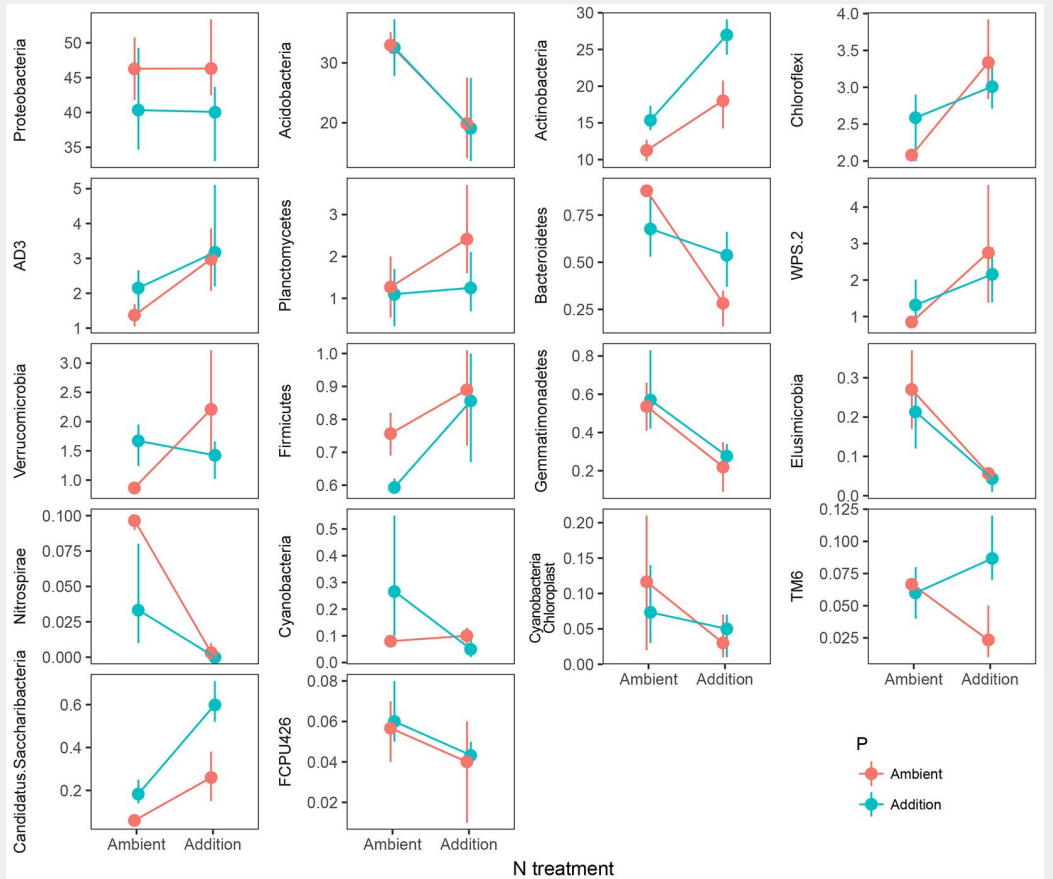 Proteobacteria
50
45
40
35
Acidobacteria
30
20
Actinobacteria
30
25
20
15
10
Chloroflexi
4.0
3.5
3.0
2.5
2.0
AD3
5
4
3
2
1
Planctomycetes
3
2
1
Bacteroidetes
0.75
0.50
0.25
WPS.2
4
3
2
1
Verrucomicrobia
3.0
2.5
2.0
1.5
1.0
Firmicutes
1.0
0.9
0.8
0.7
0.6
Gemmatimonadetes
0.8
0.6
0.4
0.2
Elusimicrobia
0.3
0.2
0.1
0.0
Nitrospirae
0.100
0.075
0.050
0.025
0.000
Cyanobacteria
0.5
0.4
0.3
0.2
0.1
0.0
Cyanobacteria
Chloroplast
0.20
0.15
0.10
0.05
0.00
Ambient Addition
TM6
0.125
0.100
0.075
0.050
0.025
Ambient Addition
Candidatus.Saccharibacteria
0.6
0.4
0.2
Ambient Addition
FCPU426
0.08
0.06
0.04
0.02
Ambient Addition
P
Ambient
Addition
N treatment